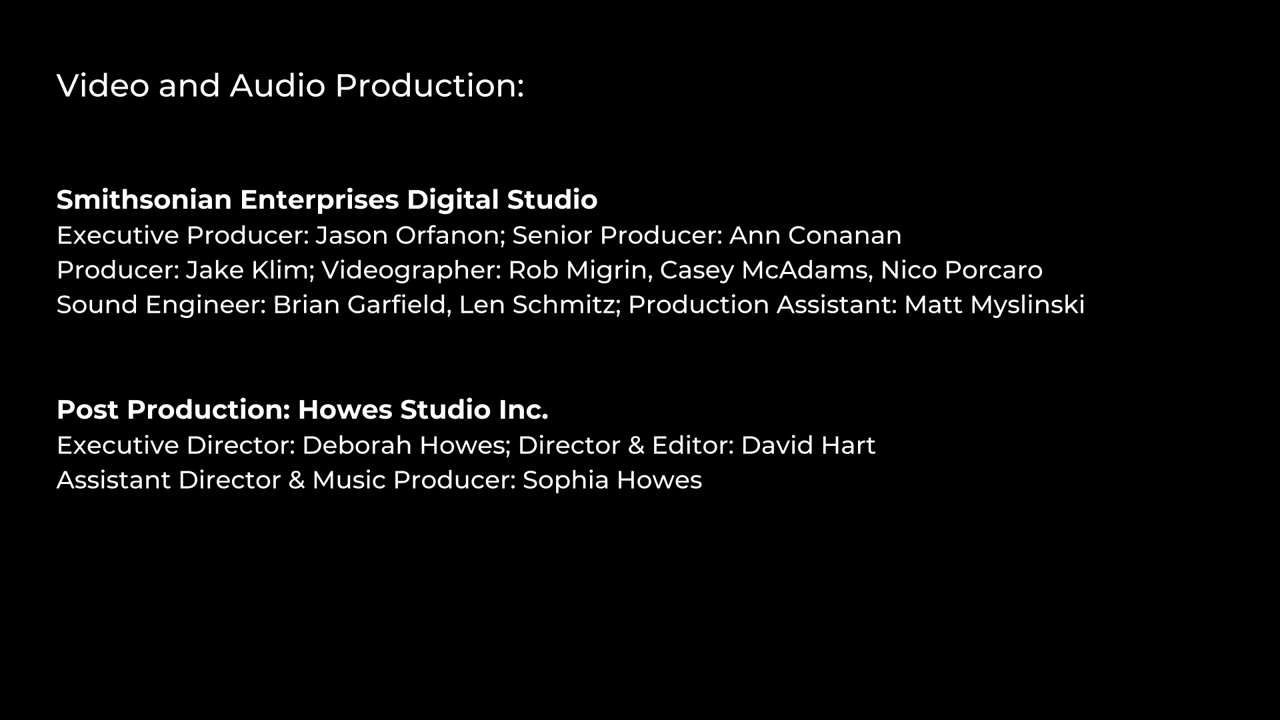 Video and Audio Production:
Smithsonian Enterprises Digital Studio
Executive Producer: Jason Orfanon; Senior Producer: Ann Conanan
Producer: Jake Klim; Videographer: Rob Migrin, Casey McAdams, Nico Porcaro
Sound Engineer: Brian Garfield, Len Schmitz; Production Assistant: Matt Myslinski
Post Production: Howes Studio Inc.
Executive Director: Deborah Howes; Director & Editor: David Hart
Assistant Director & Music Producer: Sophia Howes